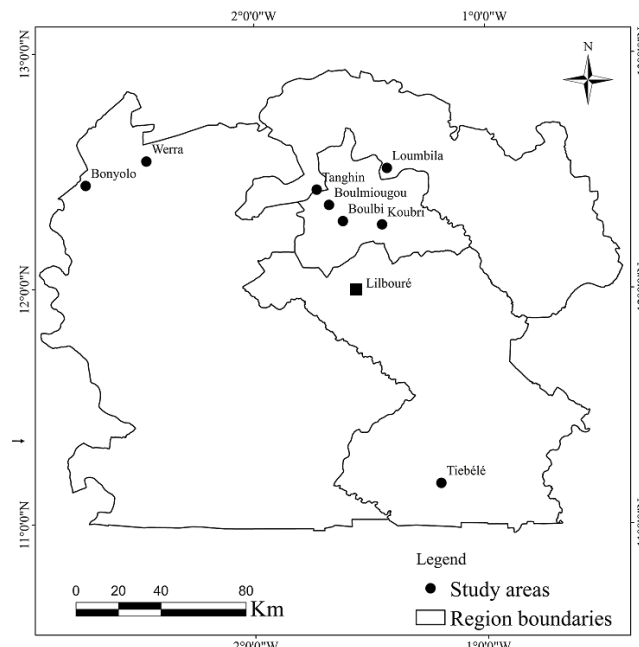 2°0'0"W 1°0'0"W
13°0'0"N
N
Werra
Loumbila
Bonyolo
Tanghin
Boulmiougou
Boulbi
Koubri
12°0'0"N
Lilbouré
Tiebélé
11°0'0"N
Legend
0 20 40 80
Km
Study areas
Region boundaries
2°0'0"W 1°0'0"W